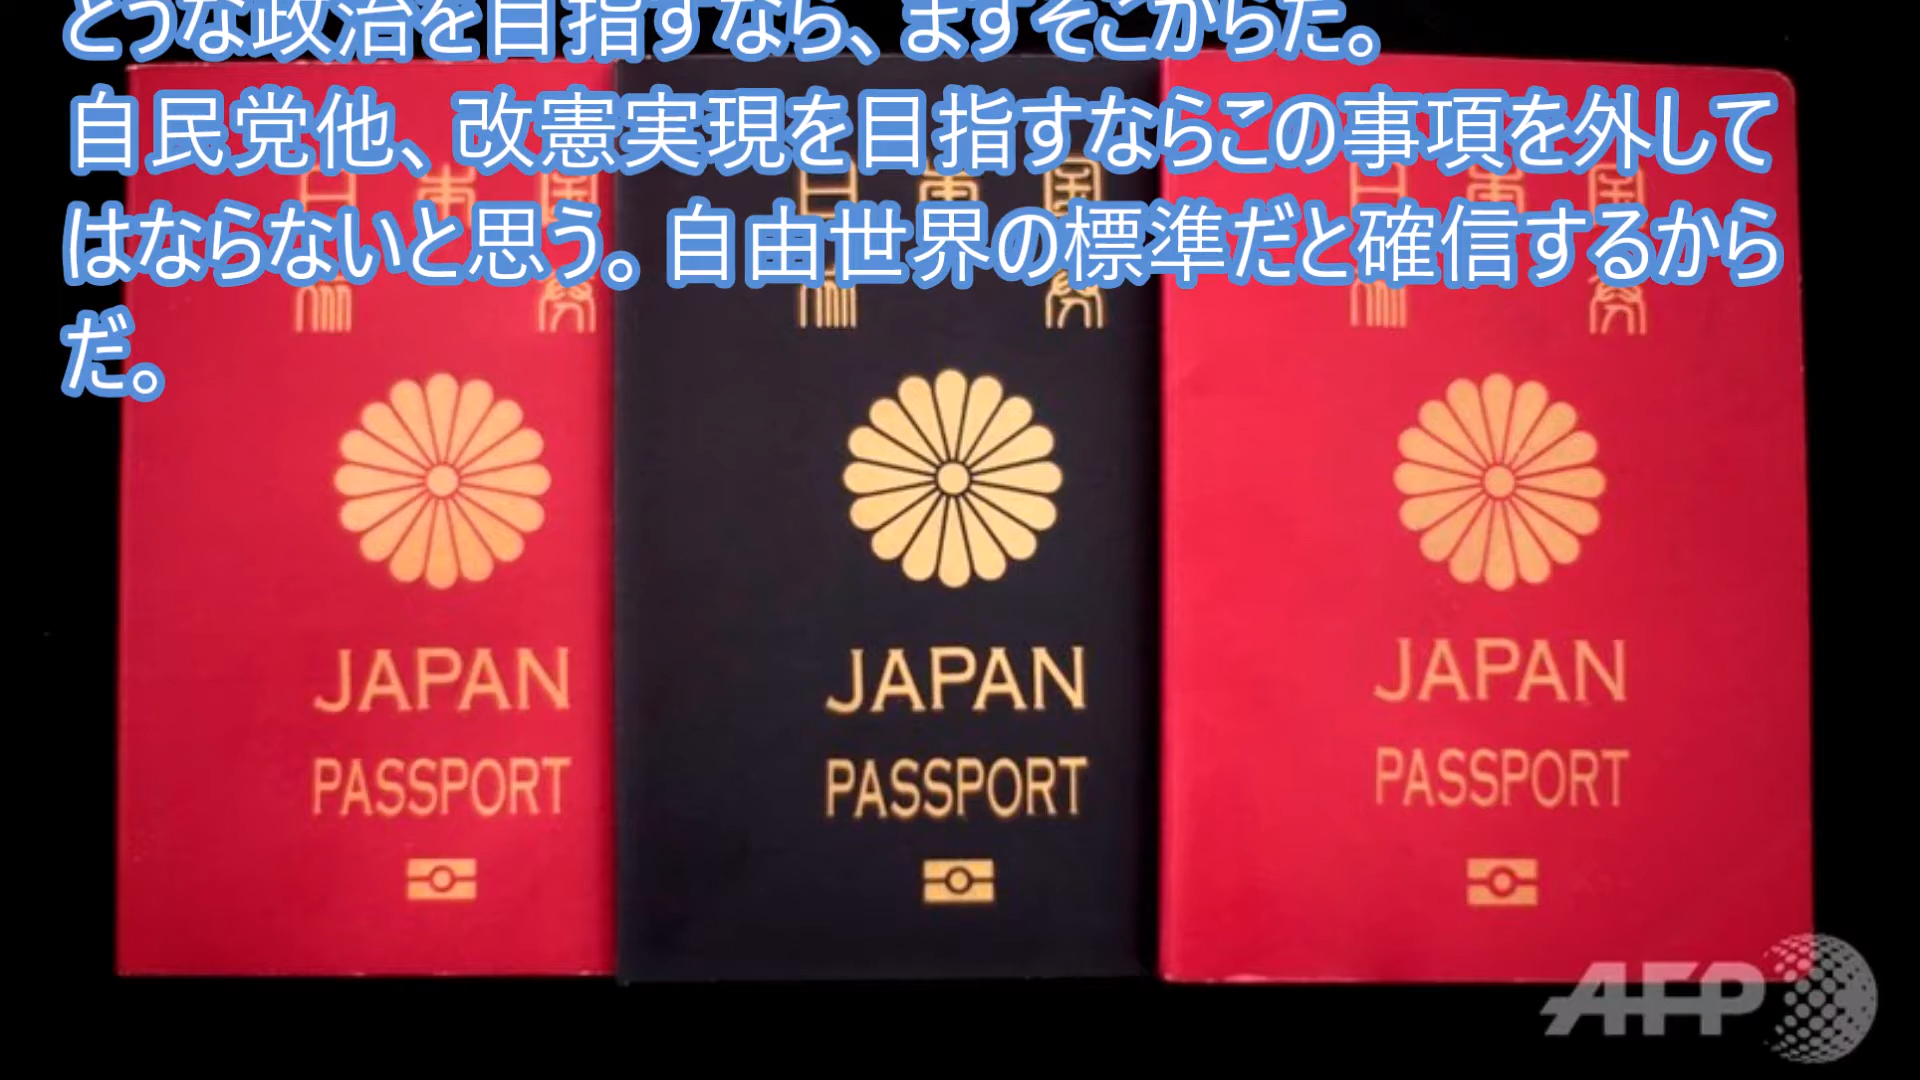 とうな政治を目指すなら、まずそこからだ。
自民党他、改憲実現を目指すならこの事項を外して
はならないと思う。自由世界の標準だと確信するから
だ。
JAPAN
PASSPORT
JAPAN
PASSPORT
JAPAN
PASSPORT
AFP